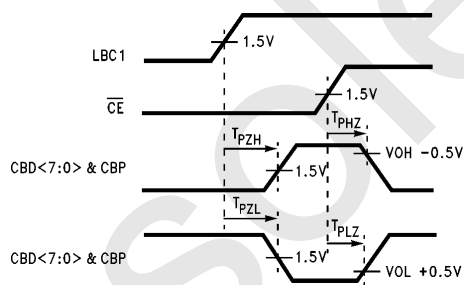 LBC1
1.5V
CE
1.5V
TPZH
TPHZ
CBD<7:0> & CBP
1.5V
VOH -0.5V
TPZL
TPLZ
CBD<7:0> & CBP
1.5V
VOL +0.5V